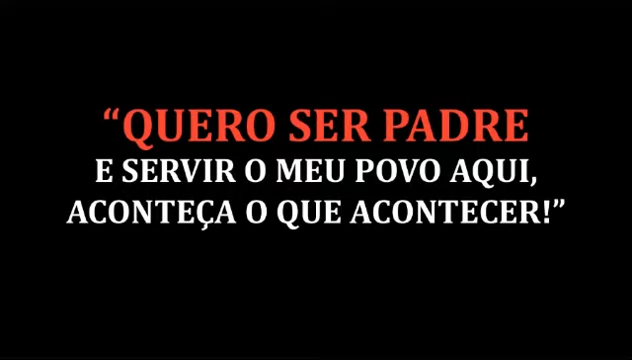 “QUERO SER PADRE
E SERVIR O MEU POVO AQUI,
ACONTEÇA O QUE ACONTECER!”